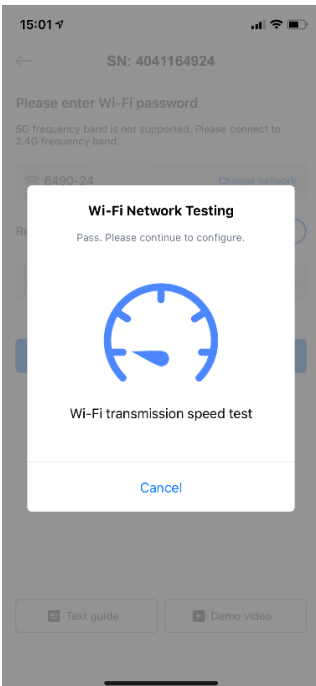 15:01
SN: 4041164924
Please enter Wi-Fi password
5G frequency band is not supported. Please connect to
2.4G frequency band.
6490-24 Change network
Re
Wi-Fi Network Testing
Pass. Please continue to configure.
Wi-Fi transmission speed test
Cancel
Text guide Demo video